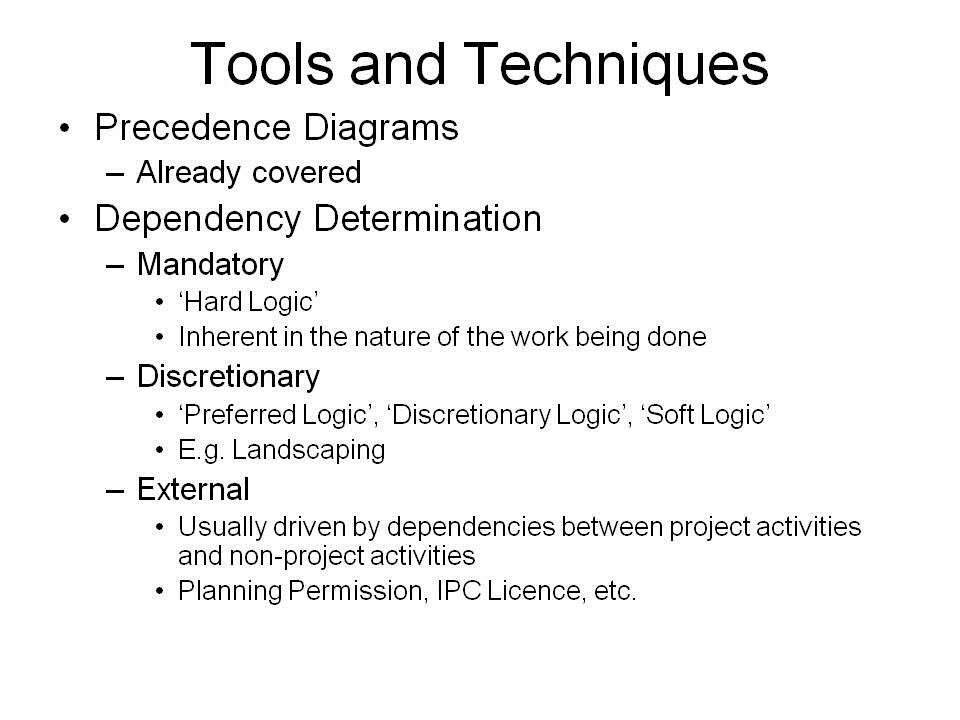 Tools and Techniques
• Precedence Diagrams
– Already covered
• Dependency Determination
– Mandatory
• ‘Hard Logic’
• Inherent in the nature of the work being done
– Discretionary
• ‘Preferred Logic’, ‘Discretionary Logic’, ‘Soft Logic’
• E.g. Landscaping
– External
• Usually driven by dependencies between project activities
and non-project activities
• Planning Permission, IPC Licence, etc.